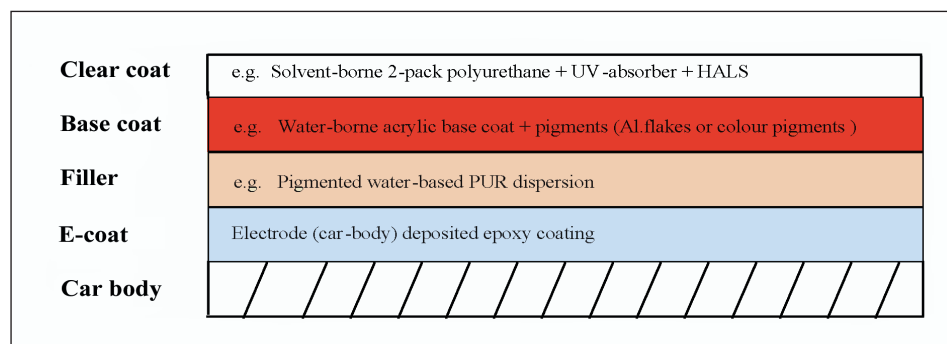 Clear coat e.g. Solvent-borne 2-pack polyurethane + UV-absorber + HALS
Base coat e.g. Water-borne acrylic base coat + pigments (Al.flakes or colour pigments )
Filler e.g. Pigmented water-based PUR dispersion
E-coat Electrode (car-body) deposited epoxy coating
Car body